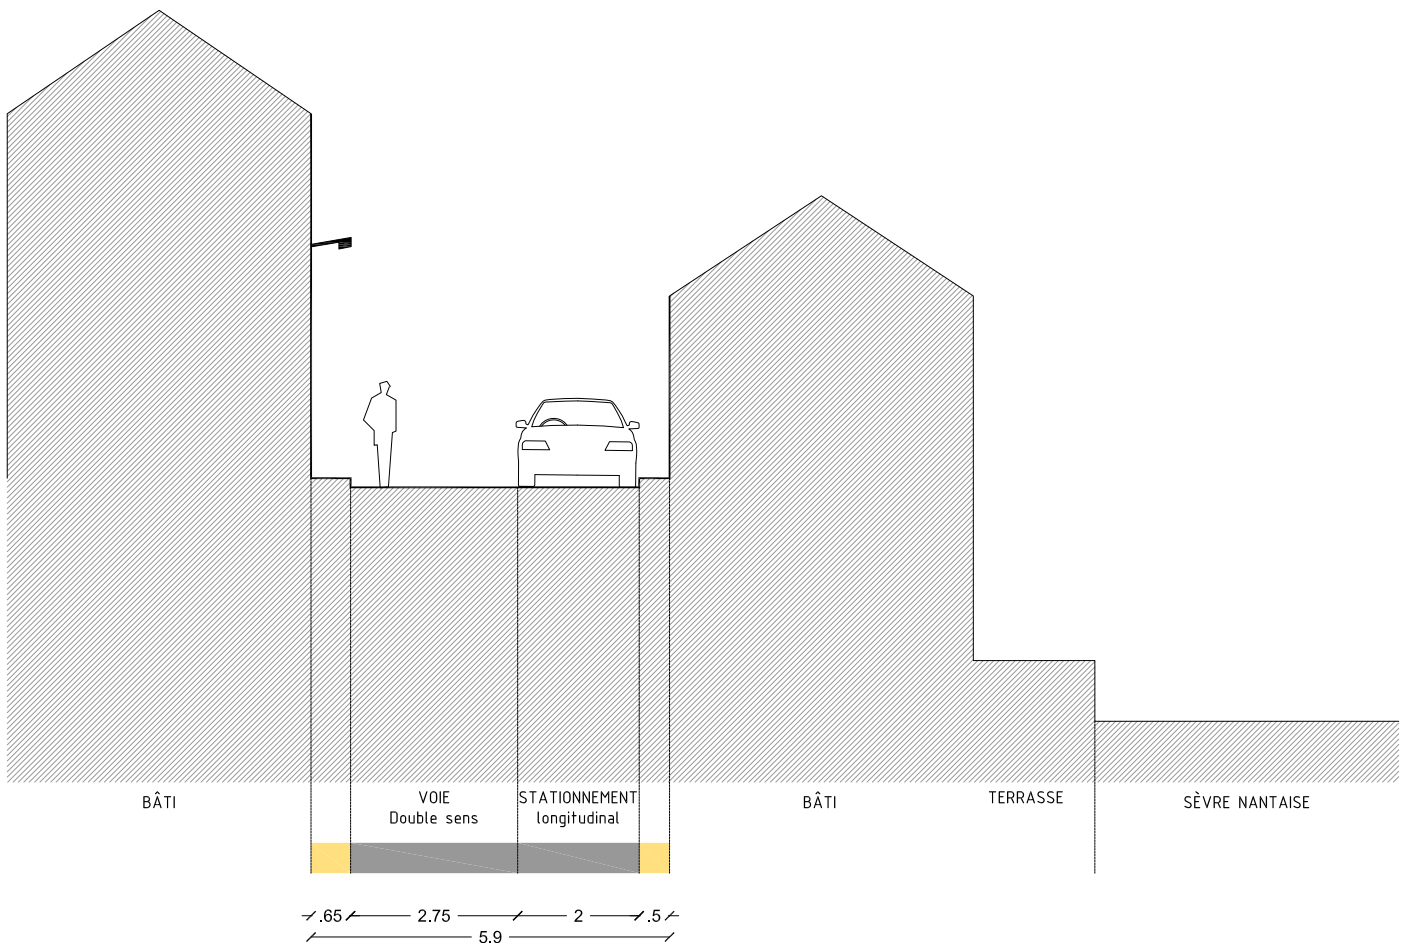 BÂTI
VOIE
Double sens
STATIONNEMENT
longitudinal
BÂTI
TERRASSE
SÈVRE NANTAISE
.65
2.75
2
.5
5.9